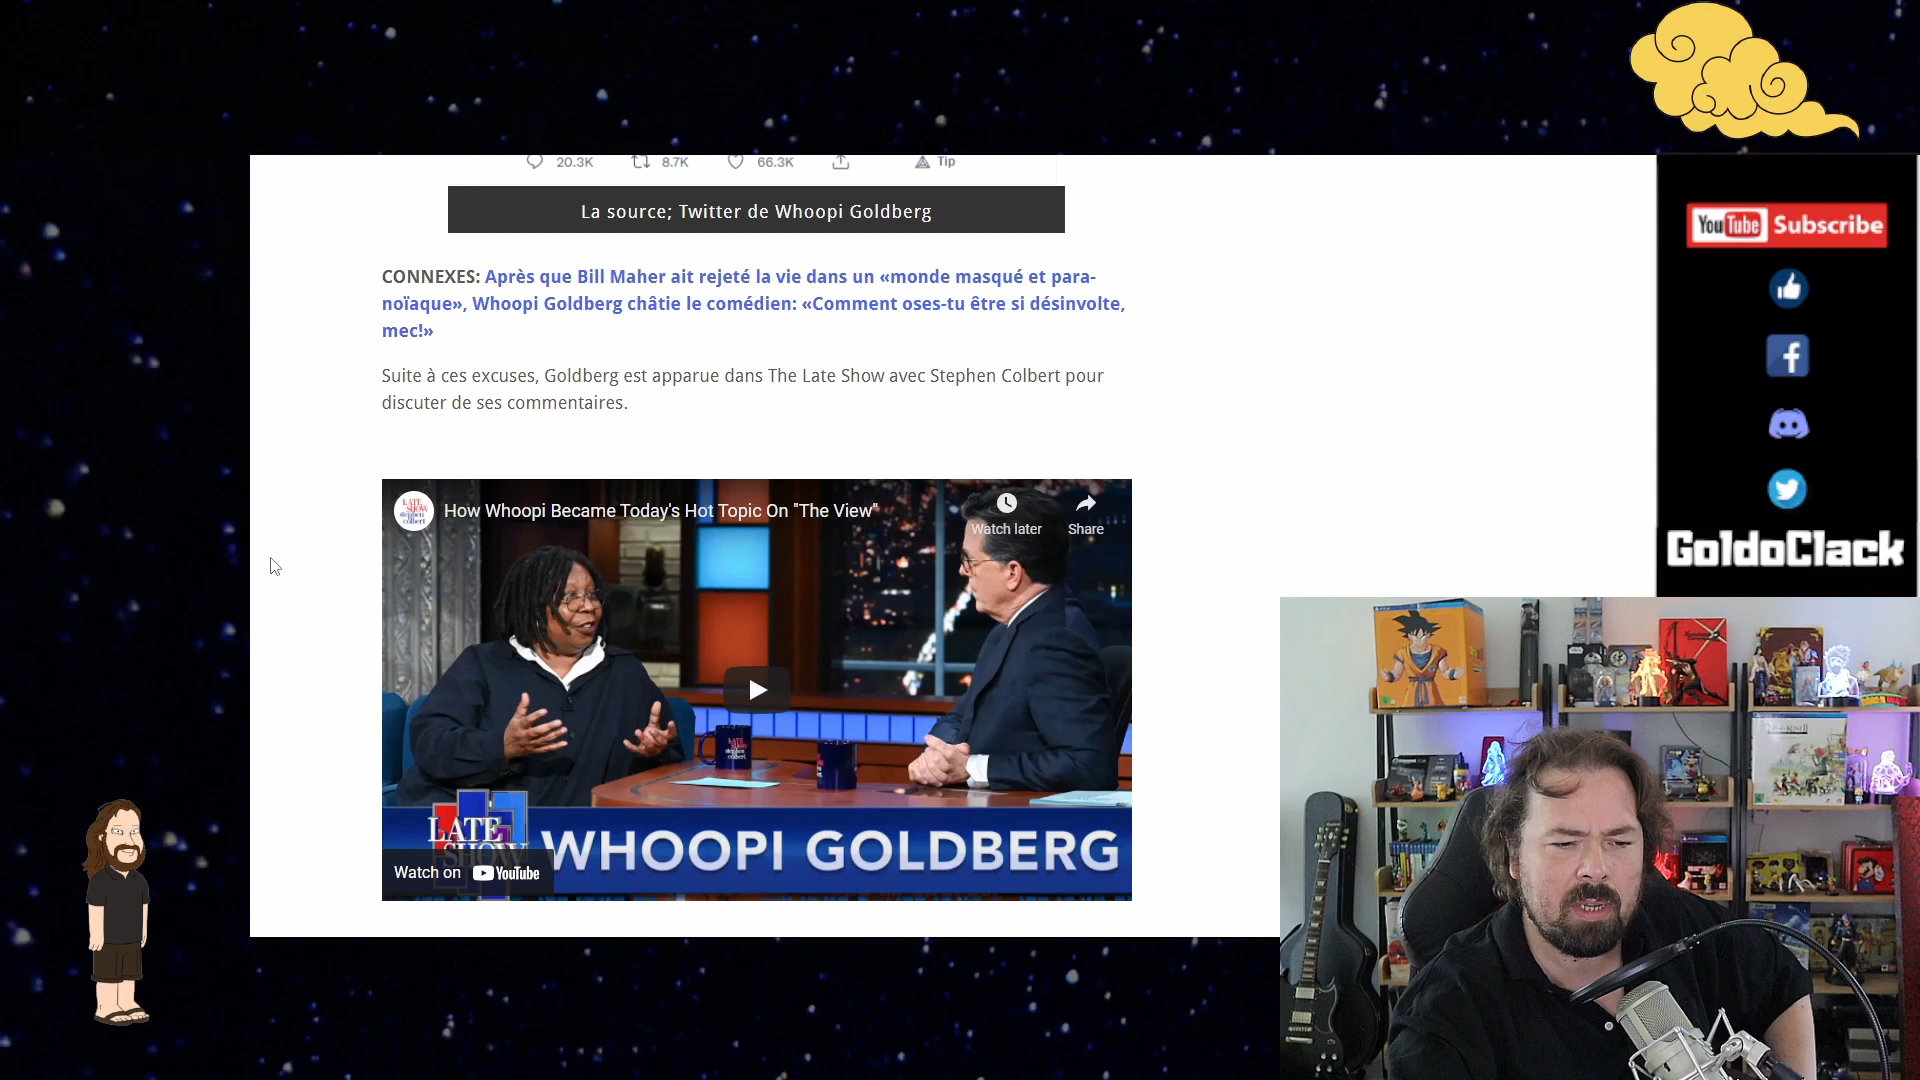 20.3K 8.7K 66.3K Tip
La source; Twitter de Whoopi Goldberg
CONNEXES: Après que Bill Maher ait rejeté la vie dans un «monde masqué et para-
noïaque», Whoopi Goldberg châtie le comédien: «Comment oses-tu être si désinvolte,
mec!»
Suite à ces excuses, Goldberg est apparue dans The Late Show avec Stephen Colbert pour
discuter de ses commentaires.
How Whoopi Became Today's Hot Topic On "The View"
Watch later
Share
LATE
SHOW
WHOOPI GOLDBERG
Watch on YouTube
YouTube Subscribe
GoldoClack